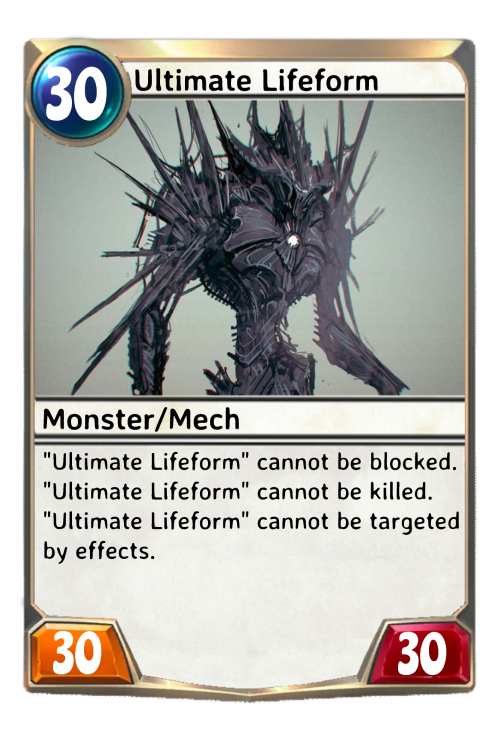 30
Ultimate Lifeform
Monster/Mech
"Ultimate Lifeform" cannot be blocked.
"Ultimate Lifeform" cannot be killed.
"Ultimate Lifeform" cannot be targeted
by effects.
30
30